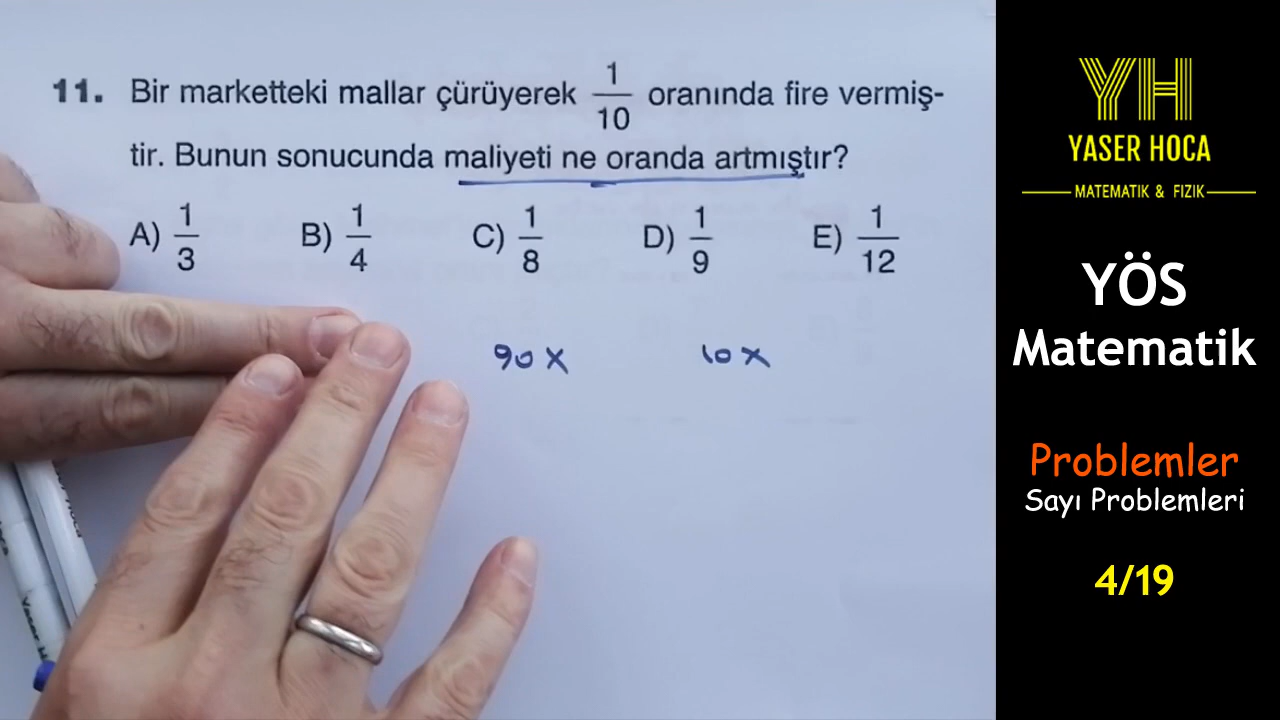 11. Bir marketteki mallar çürüyerek 1/10 oranında fire vermiş-
tir. Bunun sonucunda maliyeti ne oranda artmıştır?
A) 1/3 B) 1/4 C) 1/8 D) 1/9 E) 1/12
90x 10x
YH
YASER HOCA
MATEMATIK & FIZIK
YÖS
Matematik
Problemler
Sayı Problemleri
4/19